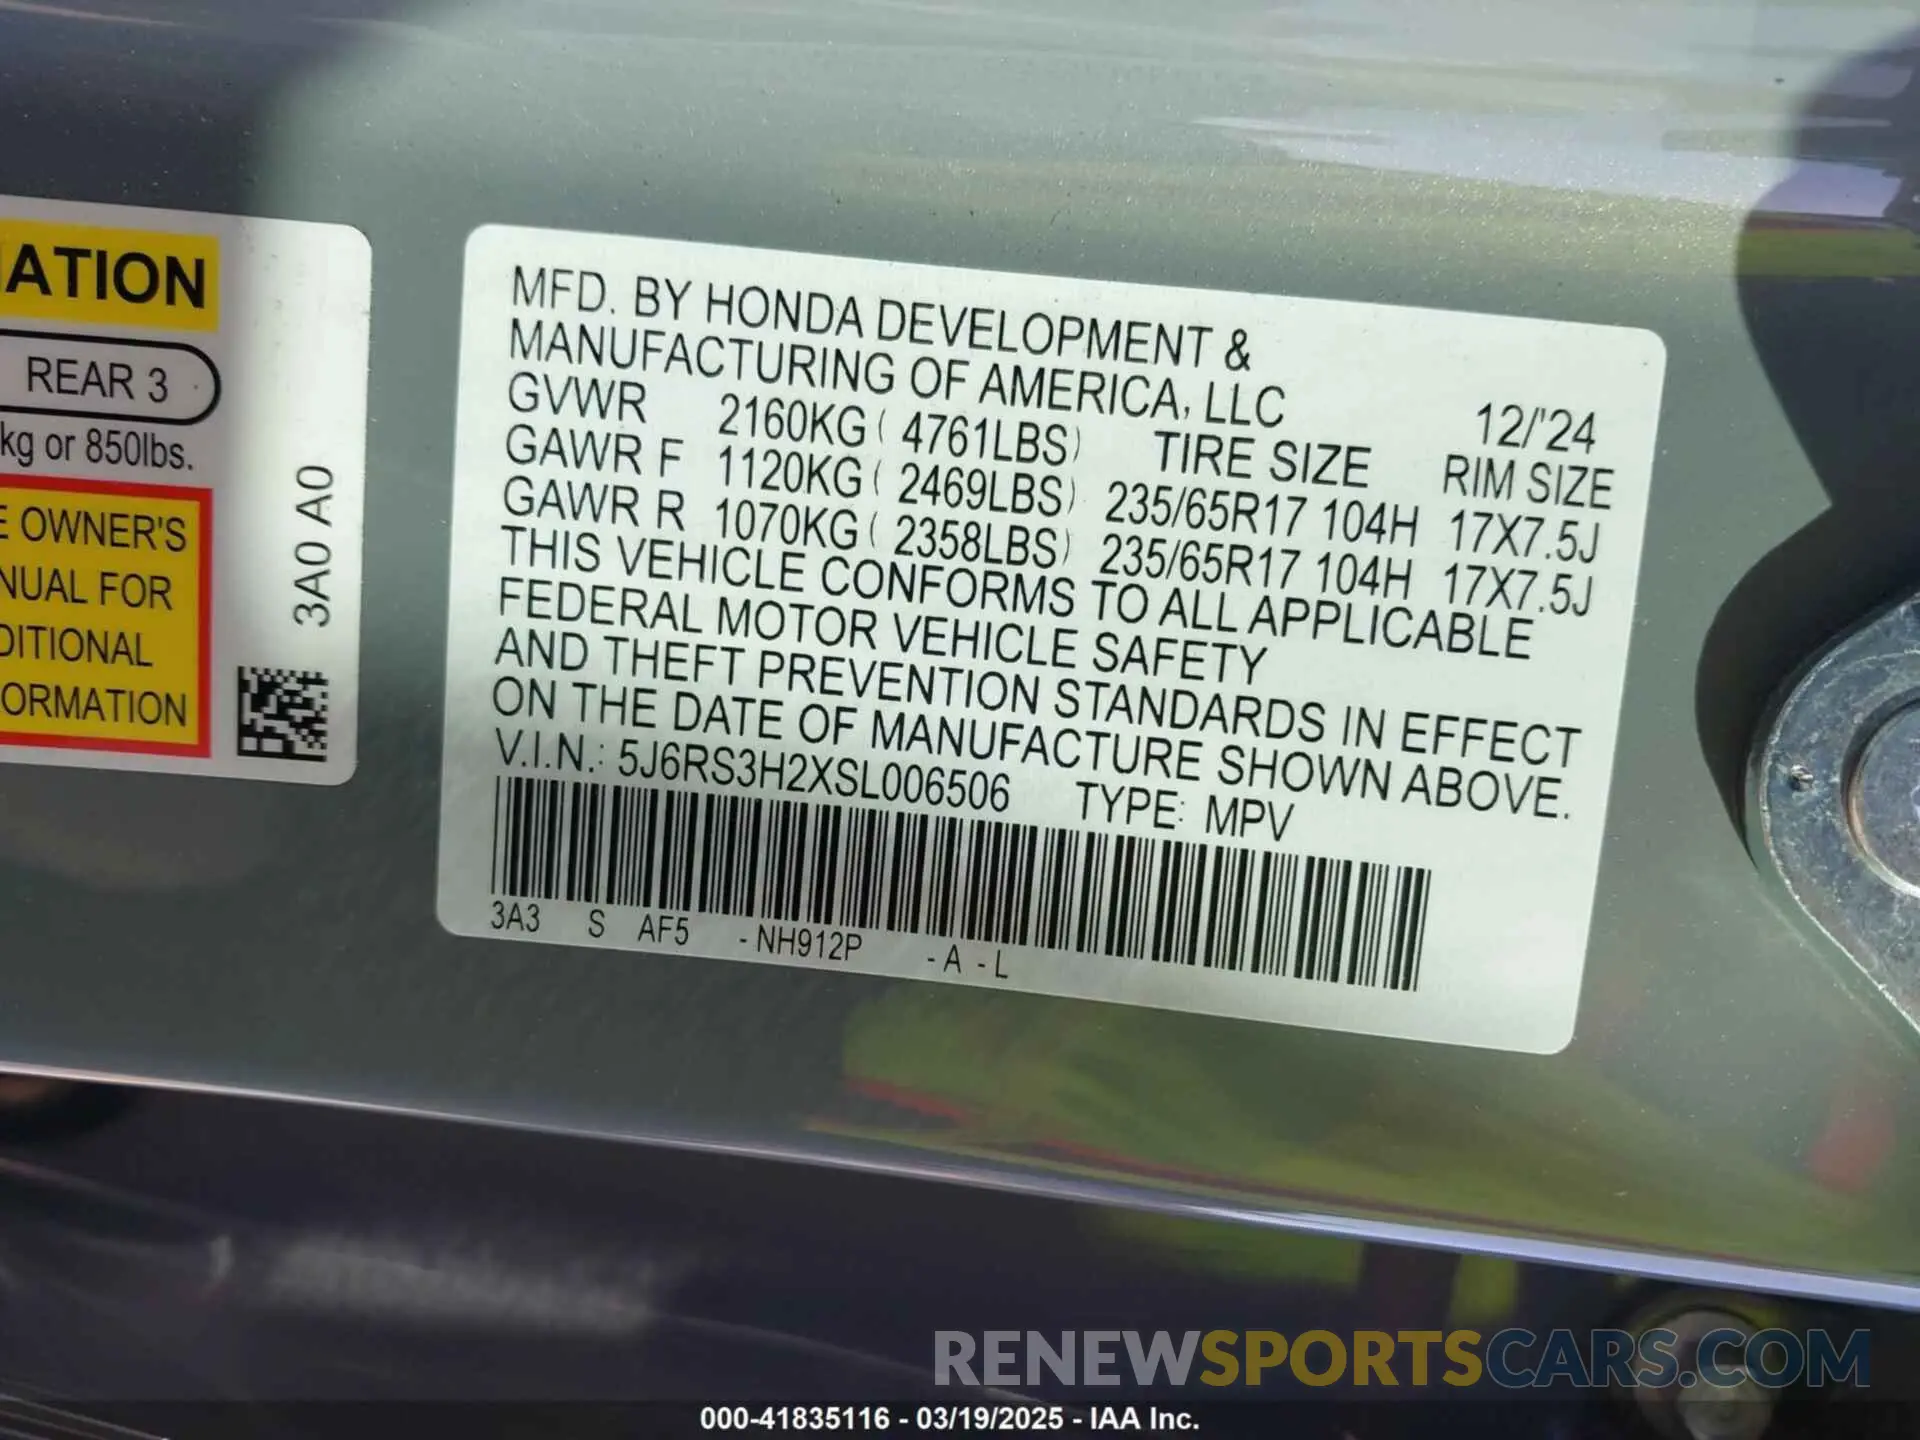 ATION
REAR 3
kg or 850lbs.
E OWNER'S
NUAL FOR
DITIONAL
ORMATION
3A0 A0
MFD. BY HONDA DEVELOPMENT &
MANUFACTURING OF AMERICA, LLC 12/'24
GVWR 2160KG ( 4761LBS) TIRE SIZE RIM SIZE
GAWR F 1120KG ( 2469LBS) 235/65R17 104H 17X7.5J
GAWR R 1070KG ( 2358LBS) 235/65R17 104H 17X7.5J
THIS VEHICLE CONFORMS TO ALL APPLICABLE
FEDERAL MOTOR VEHICLE SAFETY
AND THEFT PREVENTION STANDARDS IN EFFECT
ON THE DATE OF MANUFACTURE SHOWN ABOVE.
V.I.N.: 5J6RS3H2XSL006506 TYPE: MPV
3A3 S AF5 - NH912P - A - L
RENEWSPORTSCARS.COM
000-41835116 - 03/19/2025 - IAA Inc.